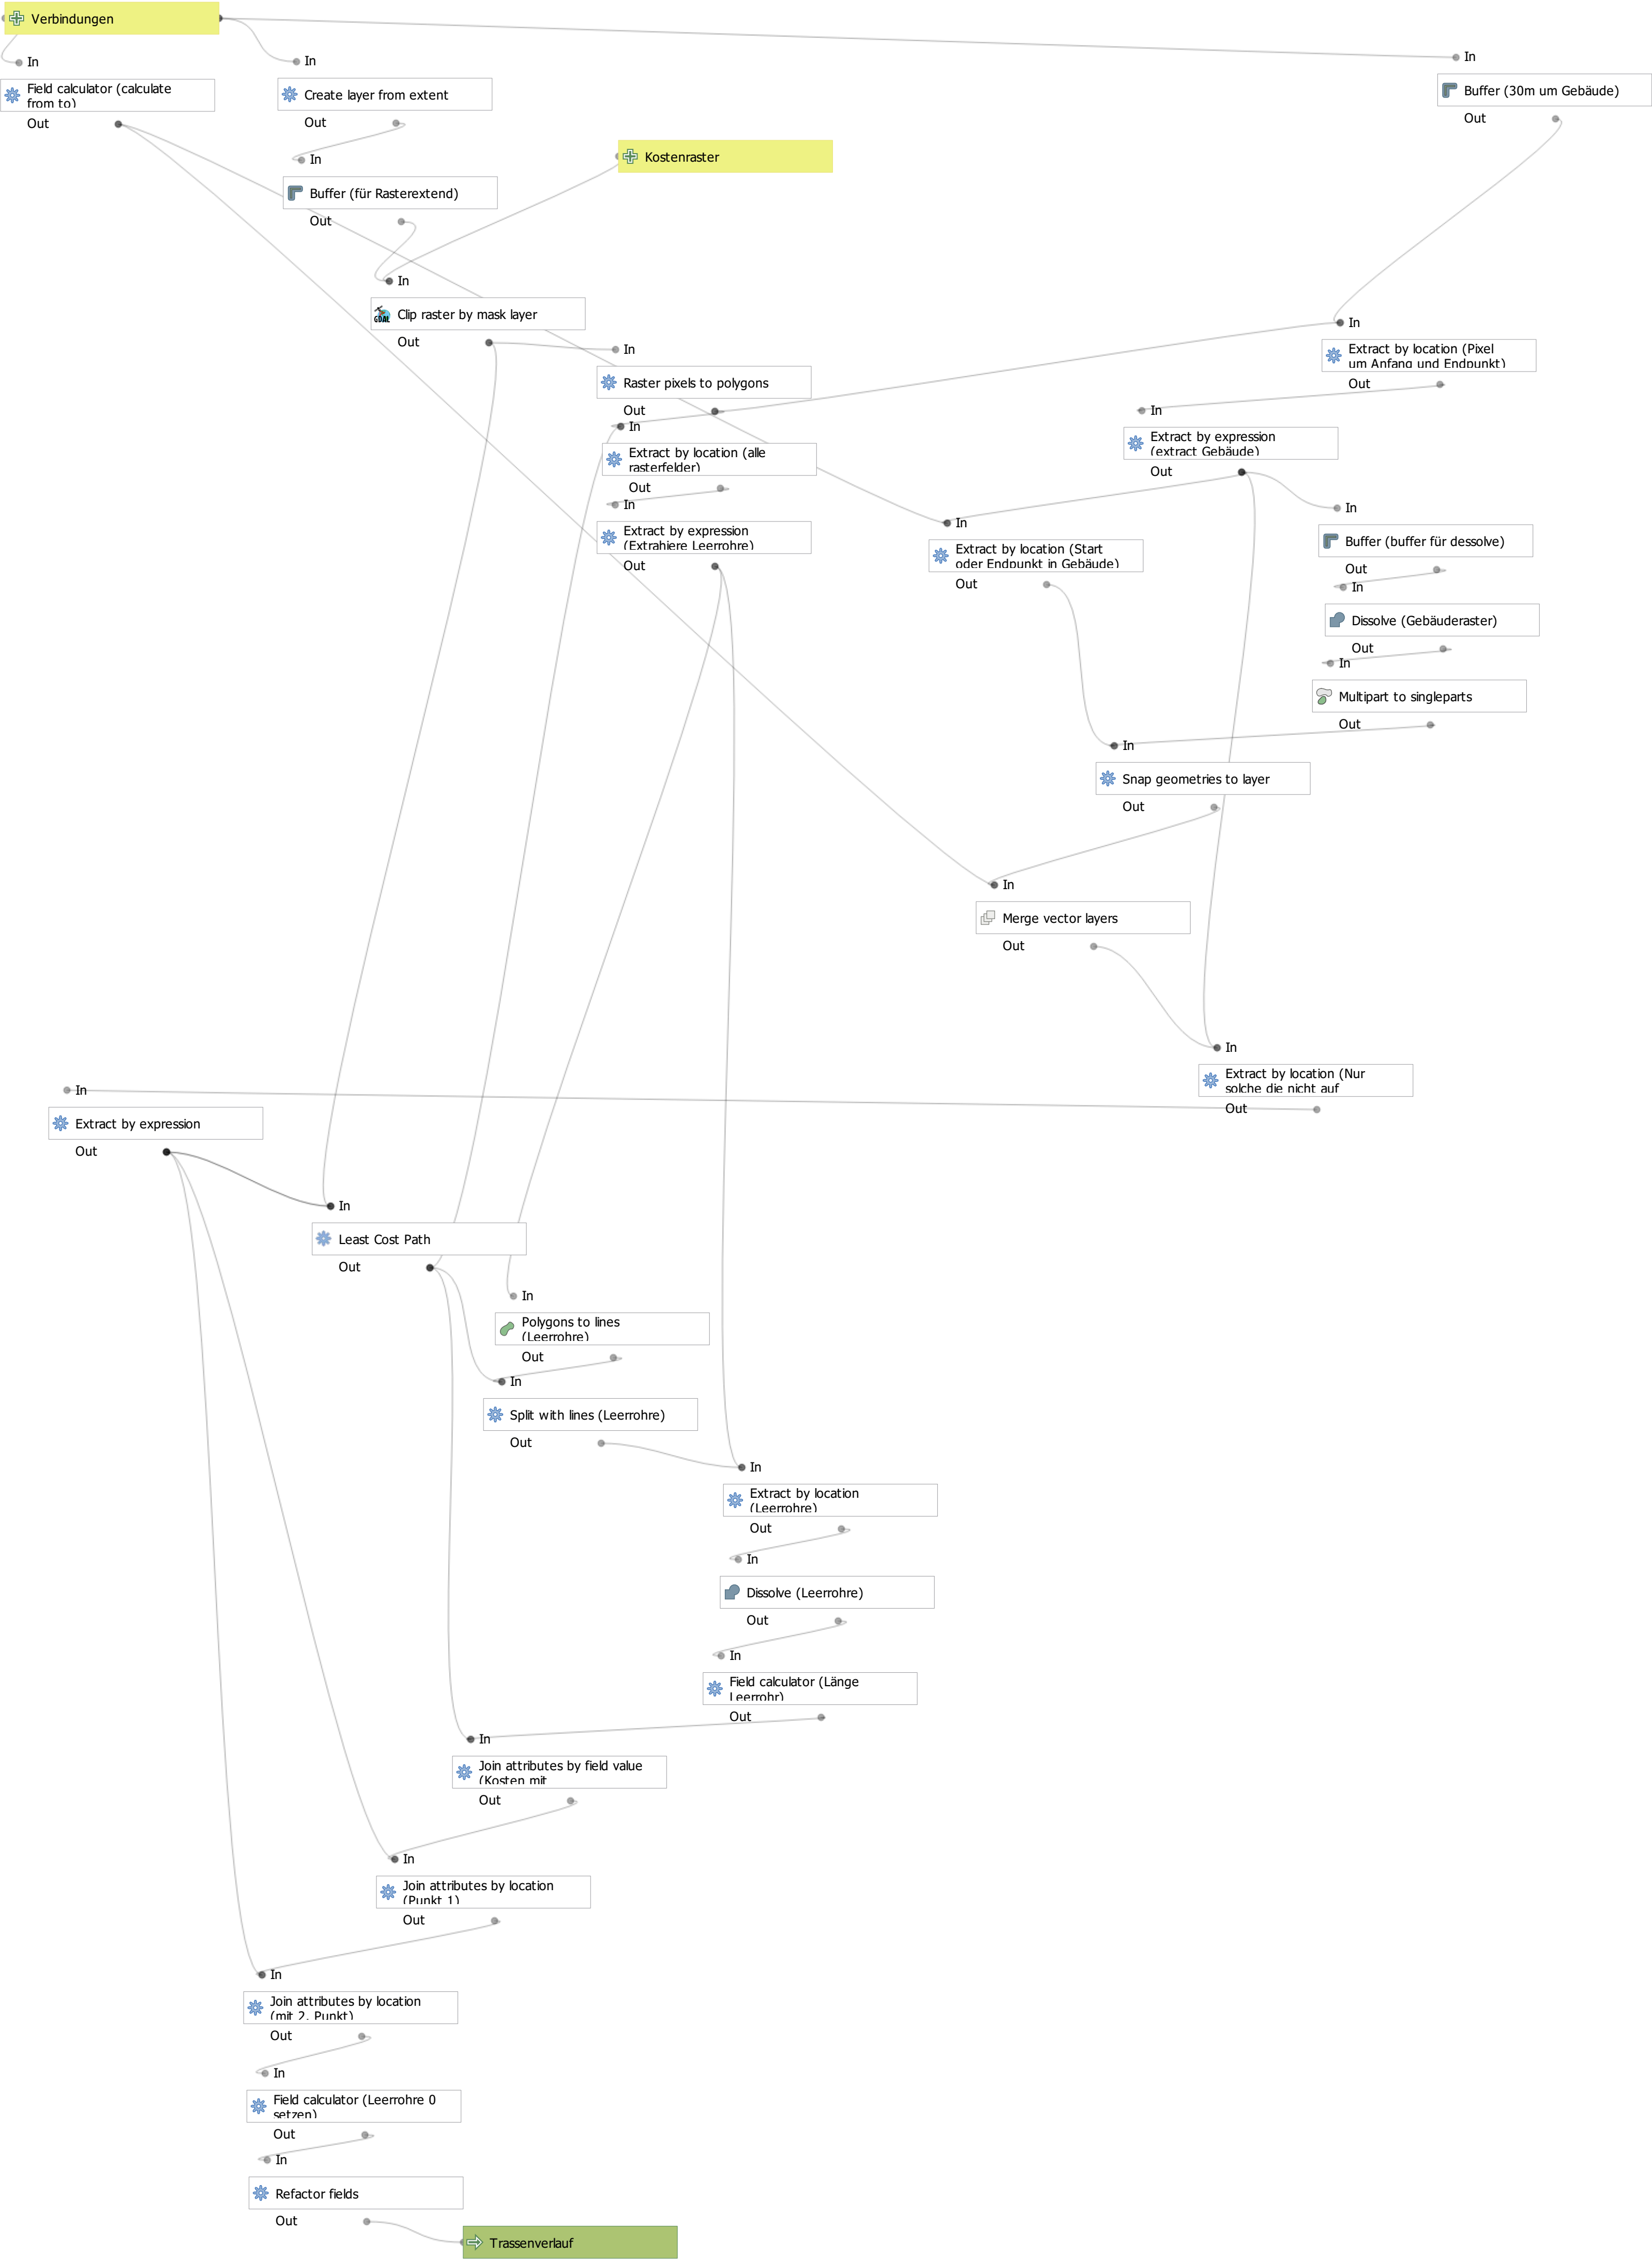 Verbindungen
In
In
In
Field calculator (calculate
from to)
Create layer from extent
Buffer (30m um Gebäude)
Out
Out
Out
In
Kostenraster
Buffer (für Rasterextend)
Out
In
Clip raster by mask layer
Out
In
Raster pixels to polygons
Out
In
Extract by location (Pixel
um Anfang und Endpunkt)
Out
In
Extract by location (alle
rasterfelder)
Out
In
Extract by expression
(extract Gebäude)
Out
In
Extract by expression
(Extrahiere Leerrohre)
Out
In
Extract by location (Start
oder Endpunkt in Gebäude)
Out
In
Buffer (buffer für dessolve)
Out
In
Dissolve (Gebäuderaster)
Out
In
Multipart to singleparts
Out
In
Snap geometries to layer
Out
In
Merge vector layers
Out
In
Extract by location (Nur
solche die nicht auf
Out
In
Extract by expression
Out
In
Least Cost Path
Out
In
Polygons to lines
(Leerrohre)
Out
In
Split with lines (Leerrohre)
Out
In
Extract by location
(Leerrohre)
Out
In
Dissolve (Leerrohre)
Out
In
Field calculator (Länge
Leerrohr)
Out
In
Join attributes by field value
(Kosten mit
Out
In
Join attributes by location
(Punkt 1)
Out
In
Join attributes by location
(mit 2. Punkt)
Out
In
Field calculator (Leerrohre 0
setzen)
Out
In
Refactor fields
Out
Trassenverlauf